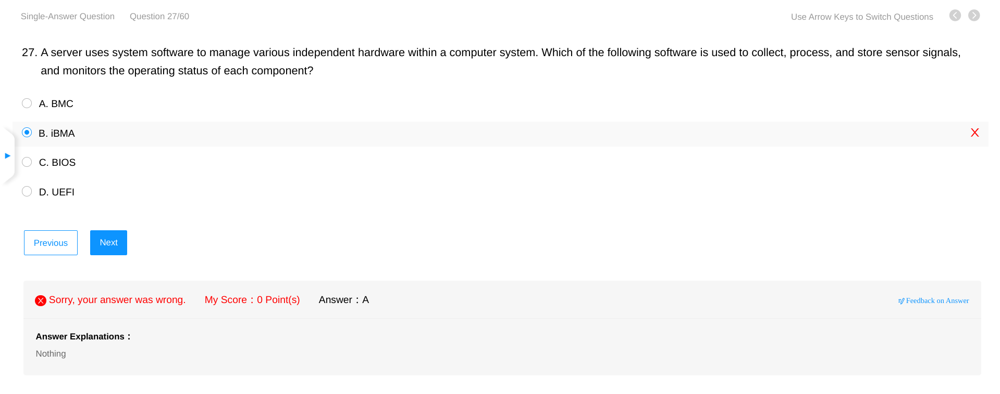 Single-Answer Question Question 27/60 Use Arrow Keys to Switch Questions
27. A server uses system software to manage various independent hardware within a computer system. Which of the following software is used to collect, process, and store sensor signals,
and monitors the operating status of each component?
A. BMC
B. iBMA
C. BIOS
D. UEFI
Previous Next
Sorry, your answer was wrong. My Score：0 Point(s) Answer：A Feedback on Answer
Answer Explanations：
Nothing